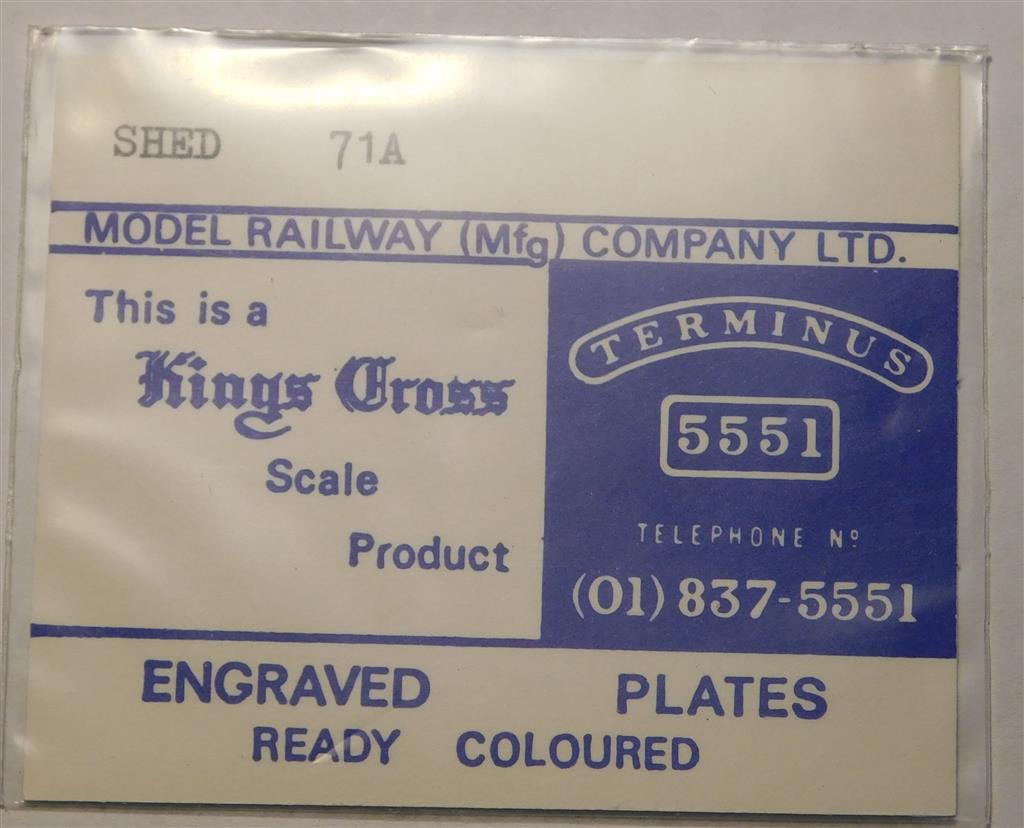 SHED 71A
MODEL RAILWAY (Mfg) COMPANY LTD.
This is a
Kings Cross
Scale
Product
TERMINUS
5551
TELEPHONE Nº
(01) 837-5551
ENGRAVED PLATES
READY COLOURED